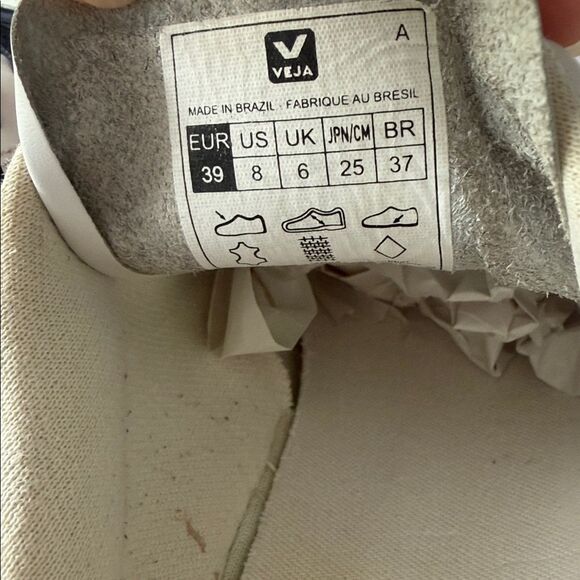 A
VEJA
MADE IN BRAZIL - FABRIQUE AU BRESIL
EUR US UK JPN/CM BR
39 8 6 25 37